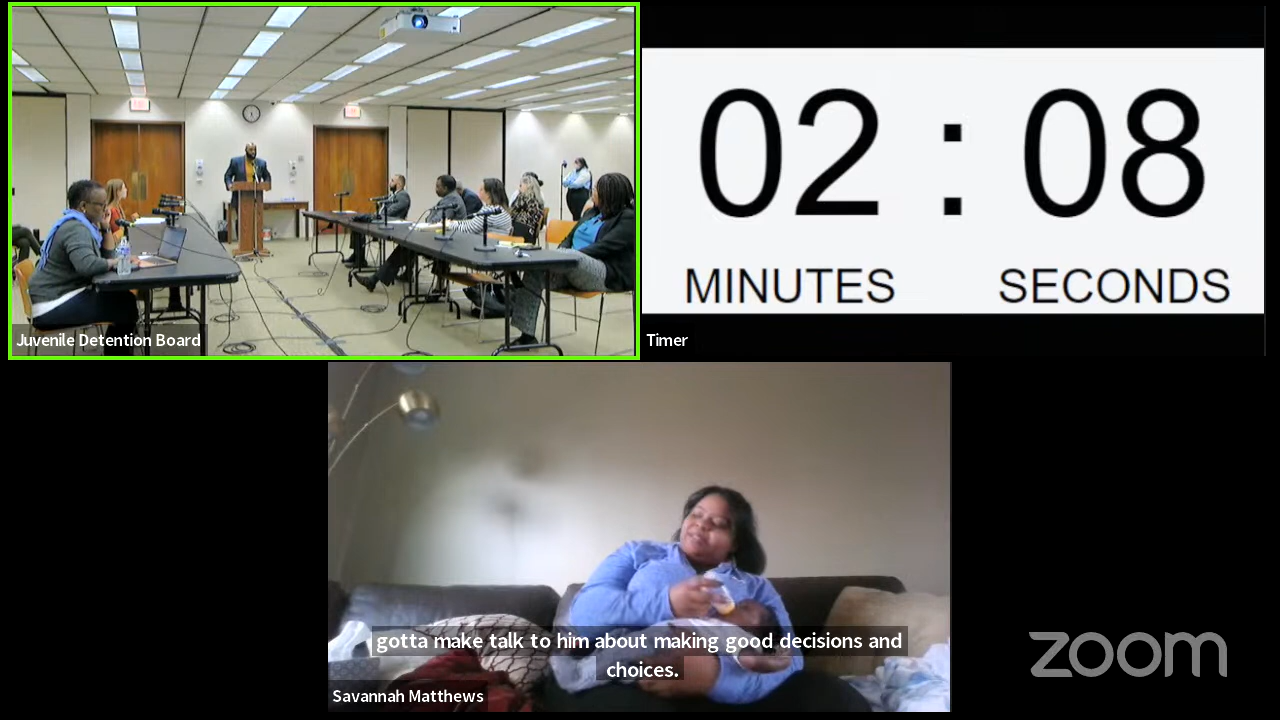 02 : 08
MINUTES SECONDS
Juvenile Detention Board
Timer
gotta make talk to him about making good decisions and
choices.
Savannah Matthews
zoom